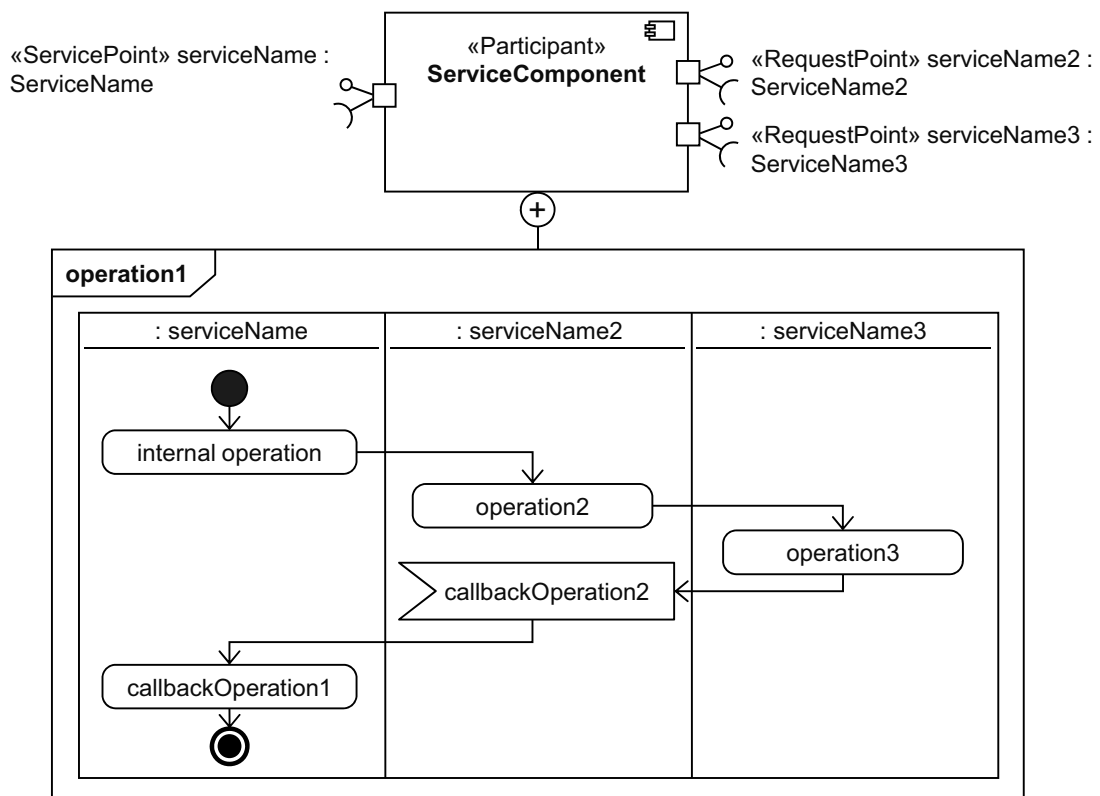 «ServicePoint» serviceName :
ServiceName
«Participant»
ServiceComponent
«RequestPoint» serviceName2 :
ServiceName2
«RequestPoint» serviceName3 :
ServiceName3
operation1
: serviceName
: serviceName2
: serviceName3
internal operation
operation2
operation3
callbackOperation2
callbackOperation1